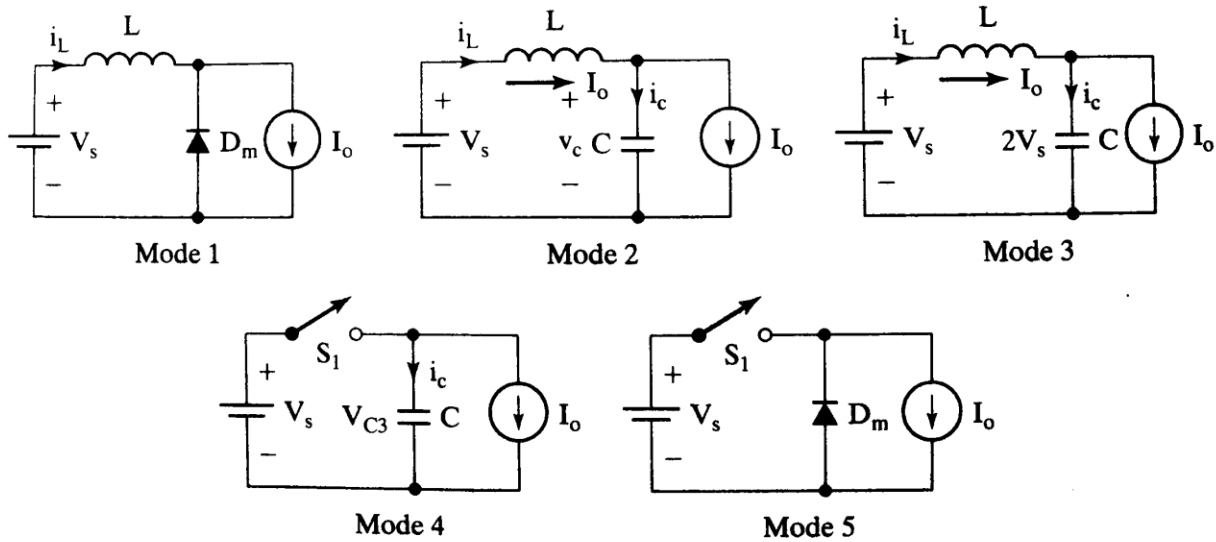 i_L L
+ V_s − D_m I_o
Mode 1
i_L L
I_o
+ V_s − + v_c − C i_c I_o
Mode 2
i_L L
I_o
+ V_s − i_c 2V_s C I_o
Mode 3
S_1
+ V_s − i_c V_C3 C I_o
Mode 4
S_1
+ V_s − D_m I_o
Mode 5